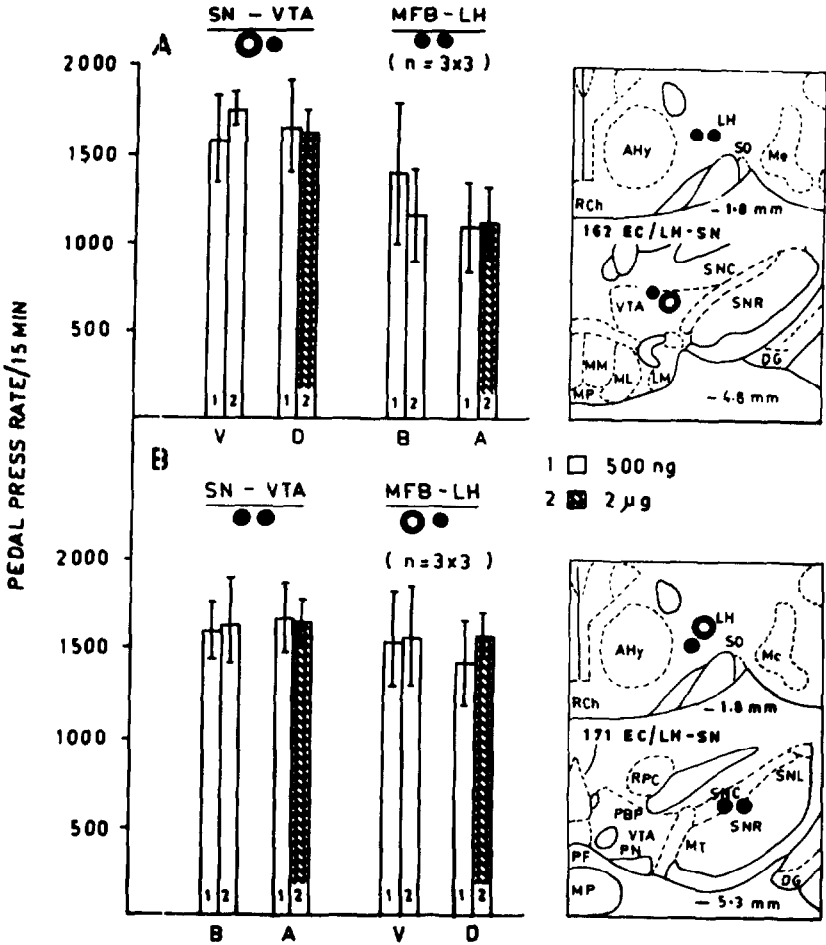 A
SN - VTA
MFB - LH
( n = 3x3 )
2000
1500
1000
500
1 2
1 2
1 2
1 2
V
D
B
A
LH
AHy
SO
Me
RCh
- 1.8 mm
162 EC/LH-SN
SNC
VTA
SNR
MM
ML
LM
DG
MP
- 4.8 mm
PEDAL PRESS RATE/15 MIN
1 500 ng
2 2 µg
B
SN - VTA
MFB - LH
( n = 3x3 )
2000
1500
1000
500
1 2
1 2
1 2
1 2
B
A
V
D
LH
AHy
SO
Mc
RCh
- 1.8 mm
171 EC/LH-SN
RPC
SNL
SNC
PBP
SNR
VTA
MT
PN
PF
DG
MP
- 5.3 mm